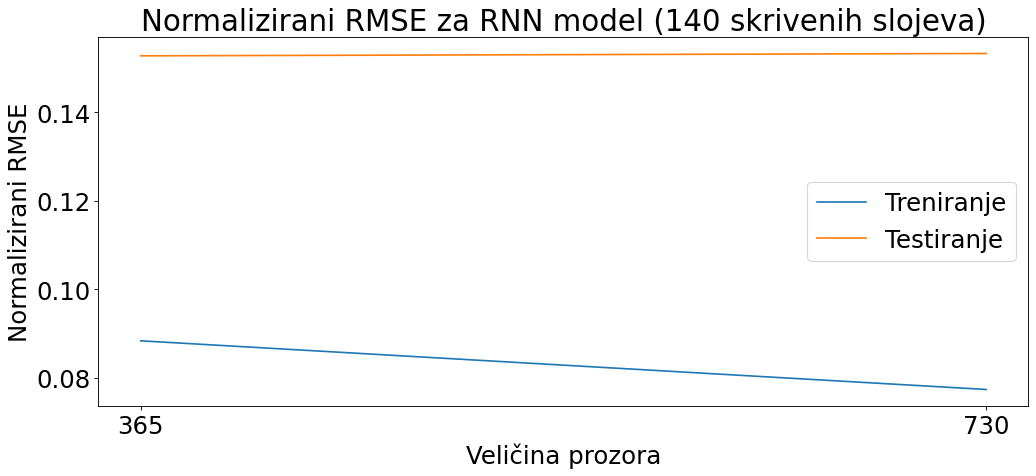 Normalizirani RMSE za RNN model (140 skrivenih slojeva)
Normalizirani RMSE
0.14
0.12
0.10
0.08
Treniranje
Testiranje
365
730
Veličina prozora